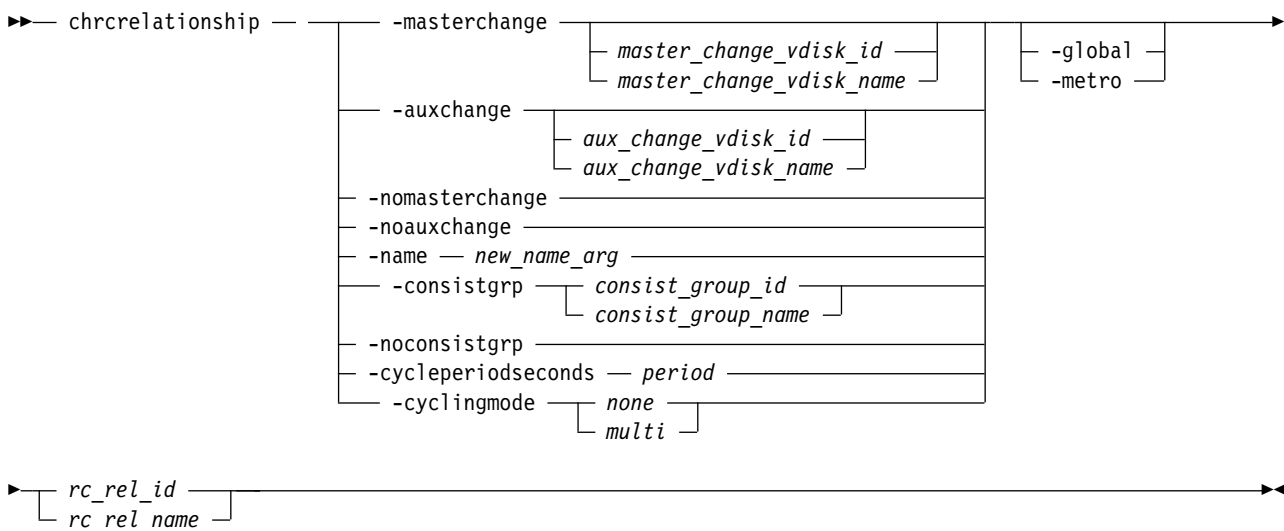 chrcrelationship -masterchange
master_change_vdisk_id -global
master_change_vdisk_name -metro
-auxchange
aux_change_vdisk_id
aux_change_vdisk_name
-nomasterchange
-noauxchange
-name new_name_arg
-consistgrp consist_group_id
consist_group_name
-noconsistgrp
-cycleperiodseconds period
-cyclingmode none
multi
rc_rel_id
rc_rel_name